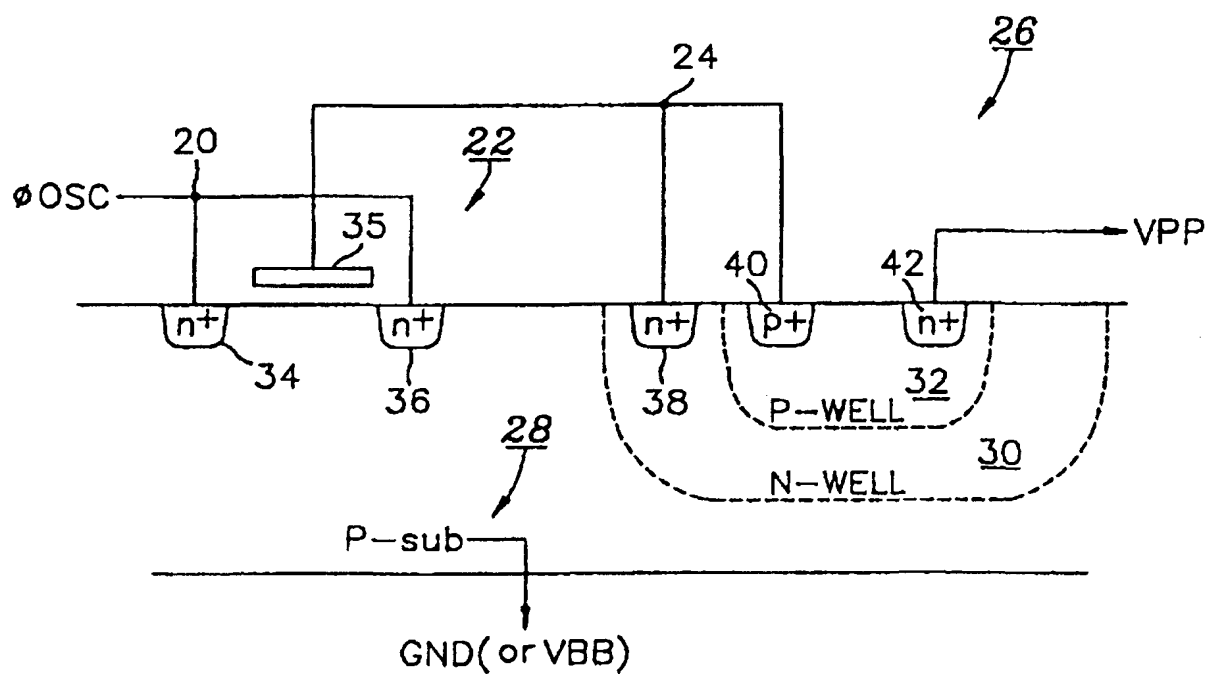 26
24
20
22
øOSC
35
VPP
40
42
n+
n+
n+
p+
n+
34
36
38
32
P-WELL
28
30
N-WELL
P-sub
GND(or VBB)